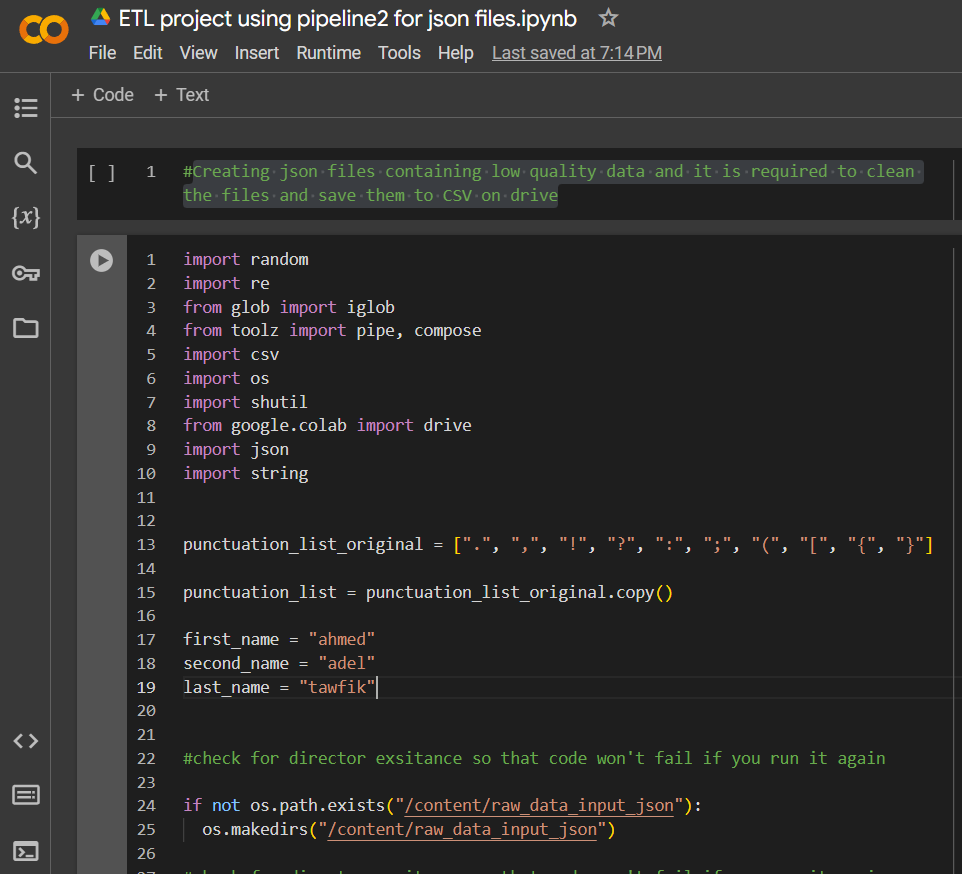 ETL project using pipeline2 for json files.ipynb
File Edit View Insert Runtime Tools Help Last saved at 7:14 PM
+ Code + Text
[ ] 1 #Creating json files containing low quality data and it is required to clean
the files and save them to CSV on drive
1 import random
2 import re
3 from glob import iglob
4 from toolz import pipe, compose
5 import csv
6 import os
7 import shutil
8 from google.colab import drive
9 import json
10 import string
11
12
13 punctuation_list_original = [".", ",", "!", "?", ":", ";", "(", "[", "{", "}"]
14
15 punctuation_list = punctuation_list_original.copy()
16
17 first_name = "ahmed"
18 second_name = "adel"
19 last_name = "tawfik"
20
21
22 #check for director exsitance so that code won't fail if you run it again
23
24 if not os.path.exists("/content/raw_data_input_json"):
25 os.makedirs("/content/raw_data_input_json")
26